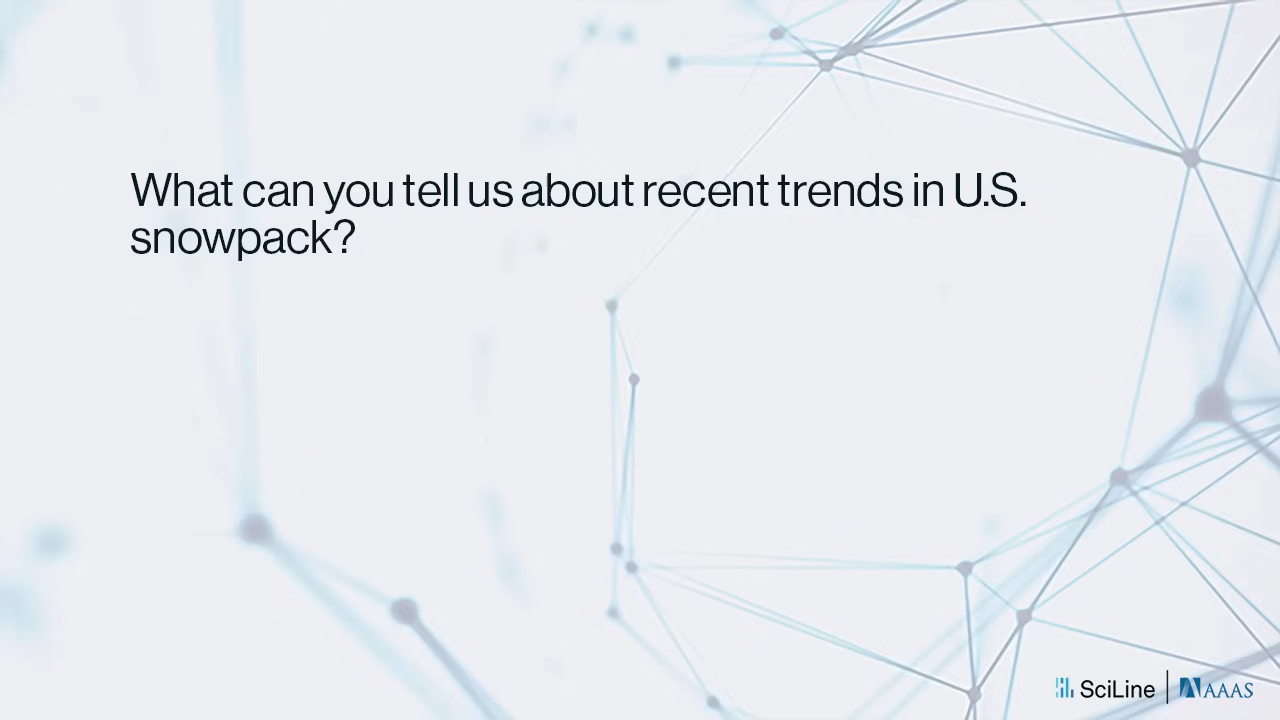 What can you tell us about recent trends in U.S.
snowpack?
SciLine | AAAS